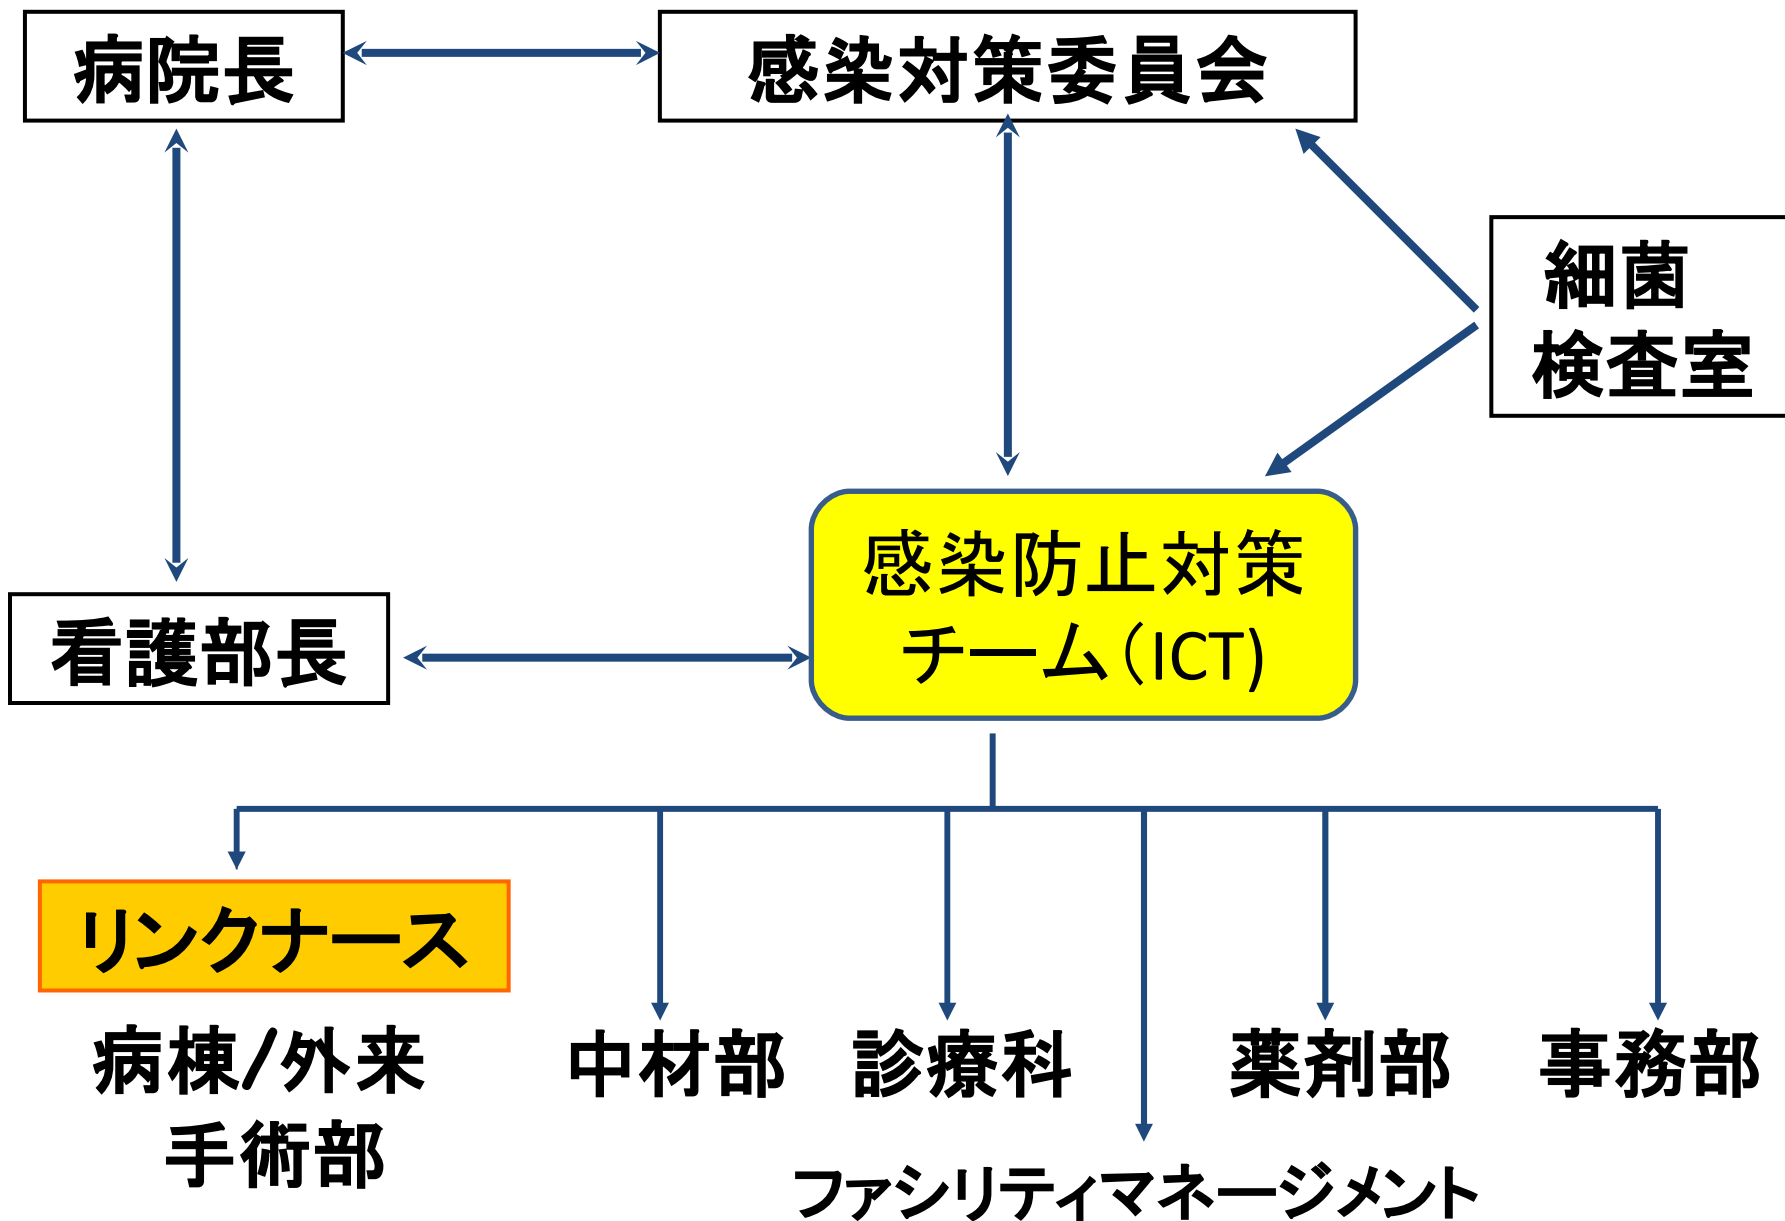 病院長
感染対策委員会
細菌
検査室
感染防止対策
チーム（ICT)
看護部長
リンクナース
病棟/外来
手術部
中材部
診療科
薬剤部
事務部
ファシリティマネージメント